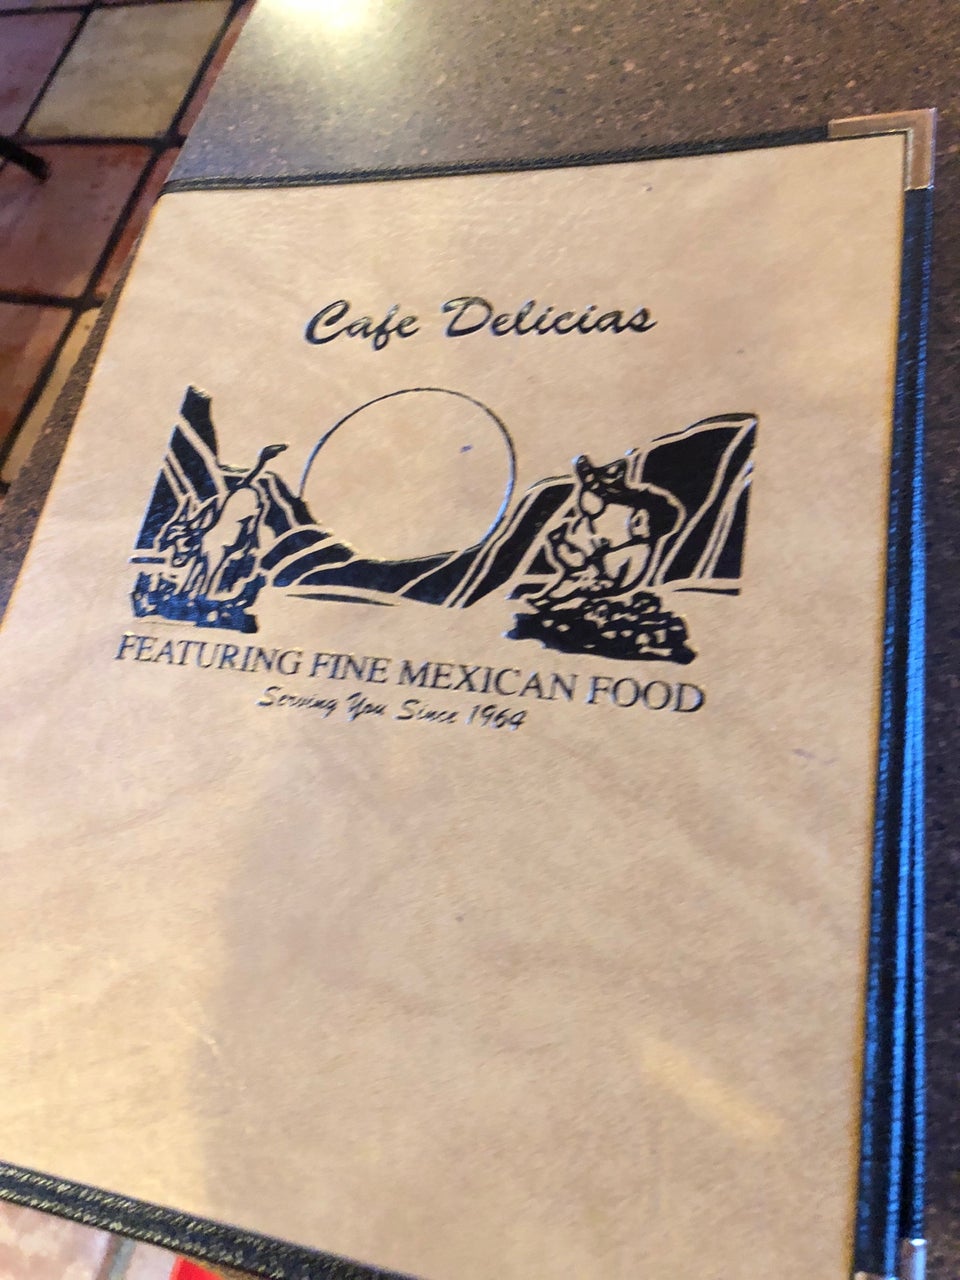 Cafe Delicias
FEATURING FINE MEXICAN FOOD
Serving You Since 1964